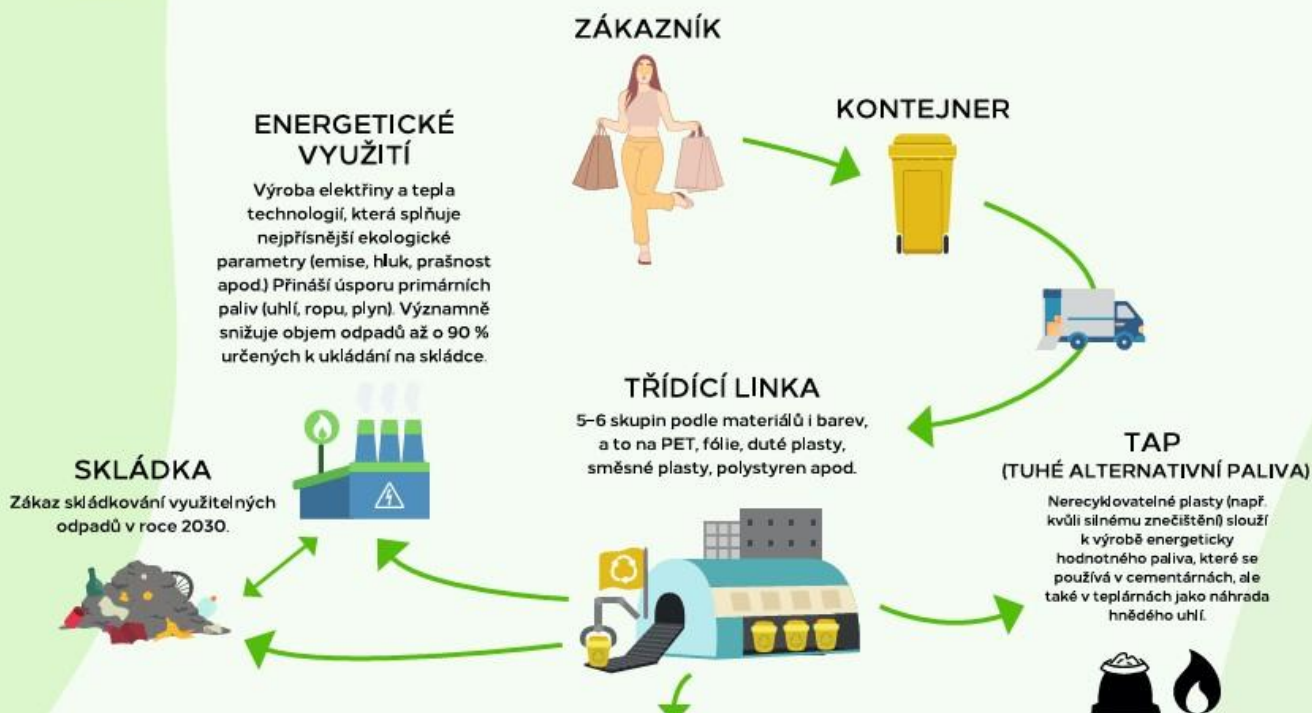 ZÁKAZNÍK
KONTEJNER
ENERGETICKÉ
VYUŽITÍ
Výroba elektřiny a tepla
technologií, která splňuje
nejpřísnější ekologické
parametry (emise, hluk, prašnost
apod.) Přináší úsporu primárních
paliv (uhlí, ropu, plyn). Významně
snižuje objem odpadů až o 90 %
určených k ukládání na skládce.
TŘÍDÍCÍ LINKA
5–6 skupin podle materiálů i barev,
a to na PET, fólie, duté plasty,
směsné plasty, polystyren apod.
TAP
(TUHÉ ALTERNATIVNÍ PALIVA)
Nerecyklovatelné plasty (např.
kvůli silnému znečištění) slouží
k výrobě energeticky
hodnotného paliva, které se
používá v cementárnách, ale
také v teplárnách jako náhrada
hnědého uhlí.
SKLÁDKA
Zákaz skládkování využitelných
odpadů v roce 2030.